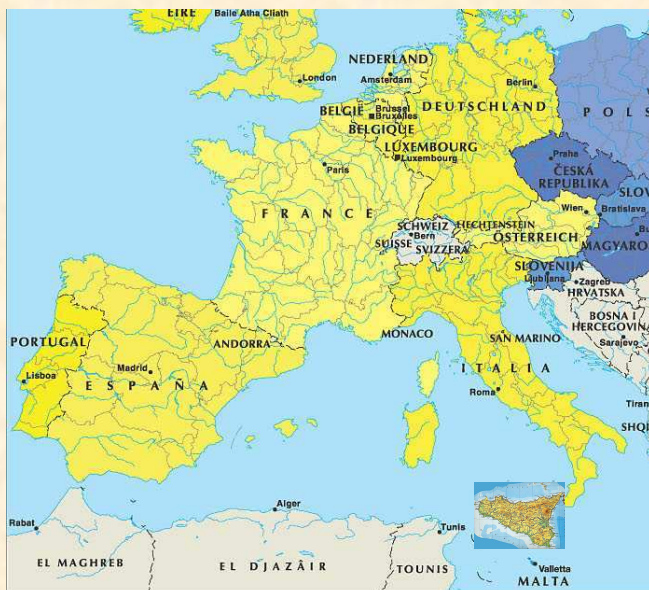 ÉIRE
Baile Atha Cliath
London
NEDERLAND
Amsterdam
Berlin
BELGIË
Brussel
Bruxelles
DEUTSCHLAND
POLS
BELGIQUE
LUXEMBOURG
Luxembourg
Praha
ČESKÁ
REPUBLIKA
Paris
SLOV
FRANCE
Wien
Bratislava
SCHWEIZ
LIECHTENSTEIN
Bern
ÖSTERREICH
Bu
SUISSE
SVIZZERA
MAGYARO
SLOVENIJA
Ljubljana
Zagreb
HRVATSKA
BOSNA I
HERCEGOVINA
PORTUGAL
ANDORRA
MONACO
SAN MARINO
Sarajevo
Madrid
Lisboa
ESPAÑA
ITALIA
Roma
Tiran
SHQI
Alger
Rabat
Tunis
EL MAGHREB
EL DJAZÂIR
TOUNIS
Valletta
MALTA